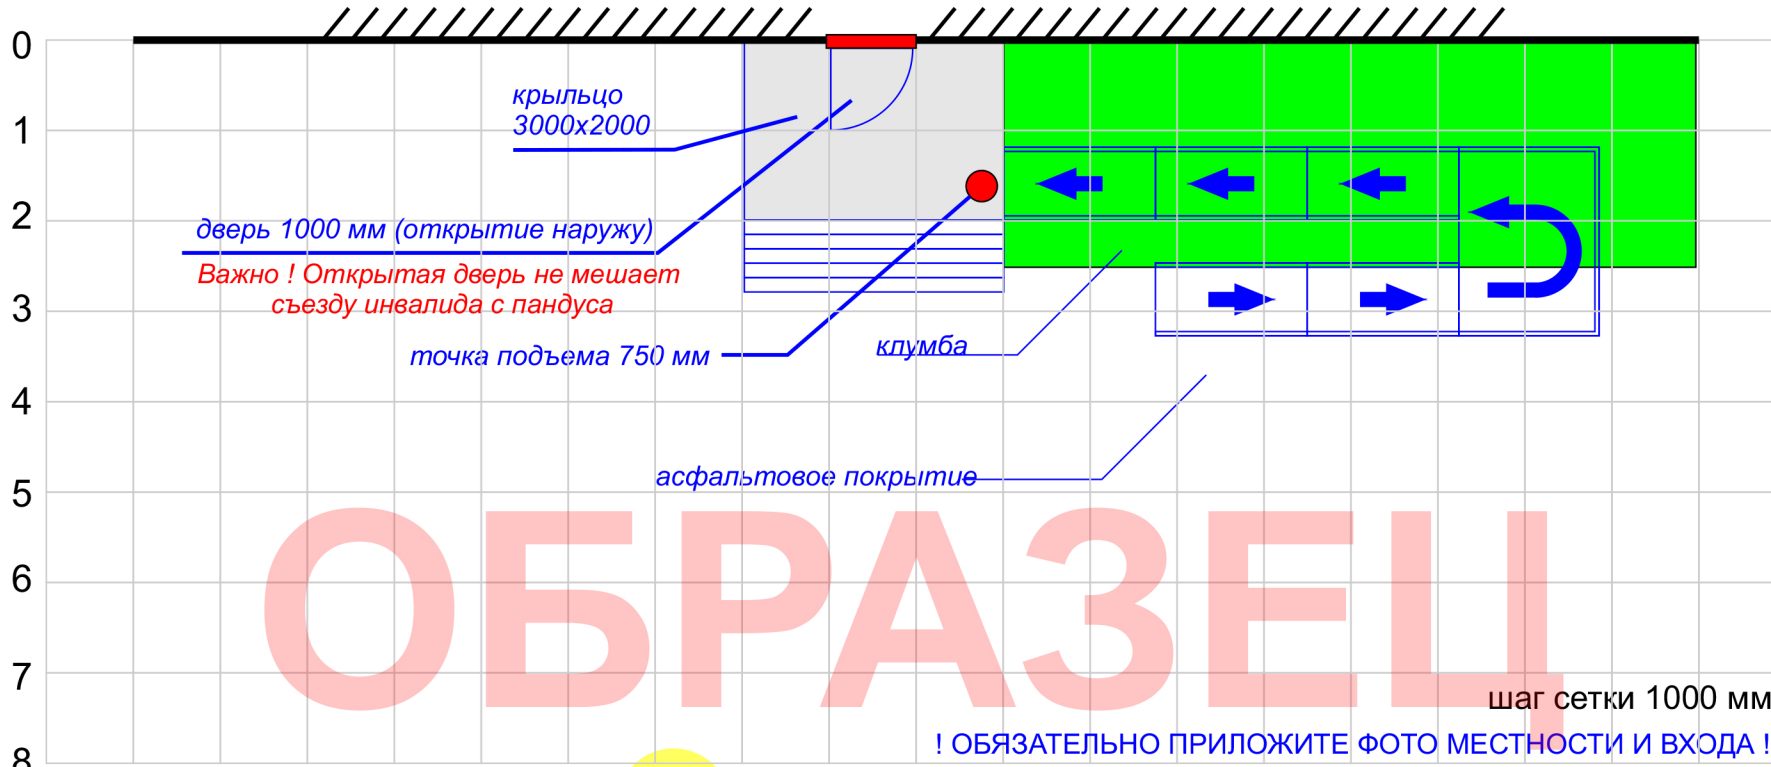 0
крыльцо
3000х2000
1
2
дверь 1000 мм (открытие наружу)
Важно ! Открытая дверь не мешает
съезду инвалида с пандуса
3
клумба
точка подъема 750 мм
4
асфальтовое покрытие
5
ОБРАЗЕЦ
6
7
шаг сетки 1000 мм
! ОБЯЗАТЕЛЬНО ПРИЛОЖИТЕ ФОТО МЕСТНОСТИ И ВХОДА !
8